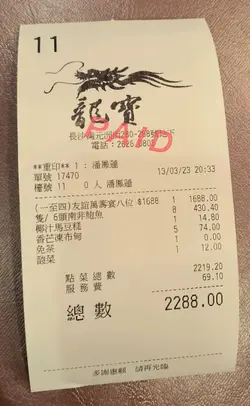 11
龍寶
PAID
**重印** 1 : 潘鳳蓮
13/03/23 20:33
單號 17470
檯號 11 0 人 潘鳳蓮
(一至四)友誼萬壽宴八位 $1688 1 1688.00
隻/ 6頭南非鮑魚 8 430.40
椰汁馬豆糕 1 14.80
香芒凍布甸 5 74.00
免茶 1 0.00
餸菜 1 12.00
點菜總數 2219.20
服務費 69.10
總數 2288.00
多謝惠顧 請再光臨